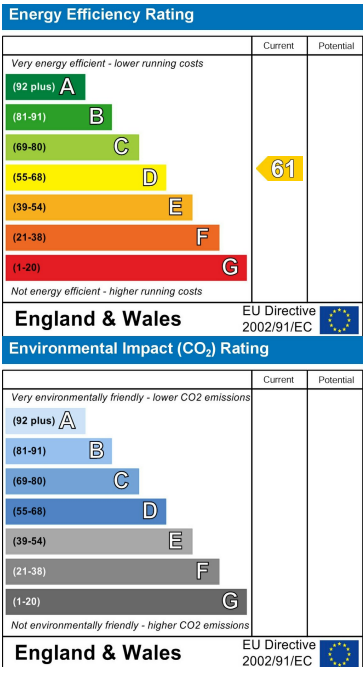 Energy Efficiency Rating
Current Potential
Very energy efficient - lower running costs
(92 plus) A
(81-91) B
(69-80) C
(55-68) D
61
(39-54) E
(21-38) F
(1-20) G
Not energy efficient - higher running costs
England & Wales
EU Directive
2002/91/EC
Environmental Impact (CO₂) Rating
Current Potential
Very environmentally friendly - lower CO2 emissions
(92 plus) A
(81-91) B
(69-80) C
(55-68) D
(39-54) E
(21-38) F
(1-20) G
Not environmentally friendly - higher CO2 emissions
England & Wales
EU Directive
2002/91/EC